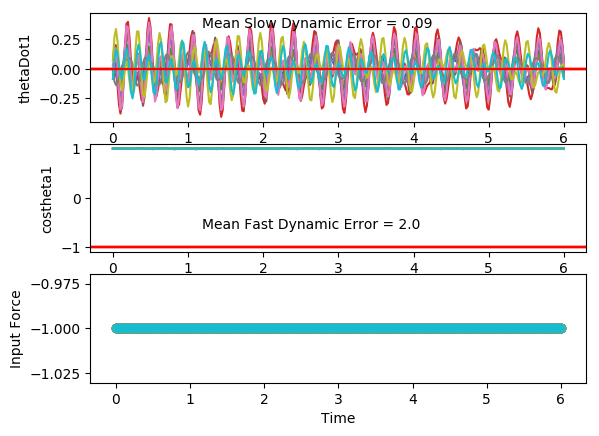 Mean Slow Dynamic Error = 0.09
thetaDot1
0.25
0.00
−0.25
0 1 2 3 4 5 6
costheta1
1
0
−1
Mean Fast Dynamic Error = 2.0
0 1 2 3 4 5 6
Input Force
−0.975
−1.000
−1.025
0 1 2 3 4 5 6
Time